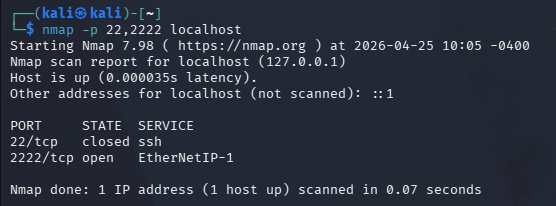 ┌──(kali㉿kali)-[~]
└─$ nmap -p 22,2222 localhost
Starting Nmap 7.98 ( https://nmap.org ) at 2026-04-25 10:05 -0400
Nmap scan report for localhost (127.0.0.1)
Host is up (0.000035s latency).
Other addresses for localhost (not scanned): ::1

PORT     STATE  SERVICE
22/tcp   closed ssh
2222/tcp open   EtherNetIP-1

Nmap done: 1 IP address (1 host up) scanned in 0.07 seconds